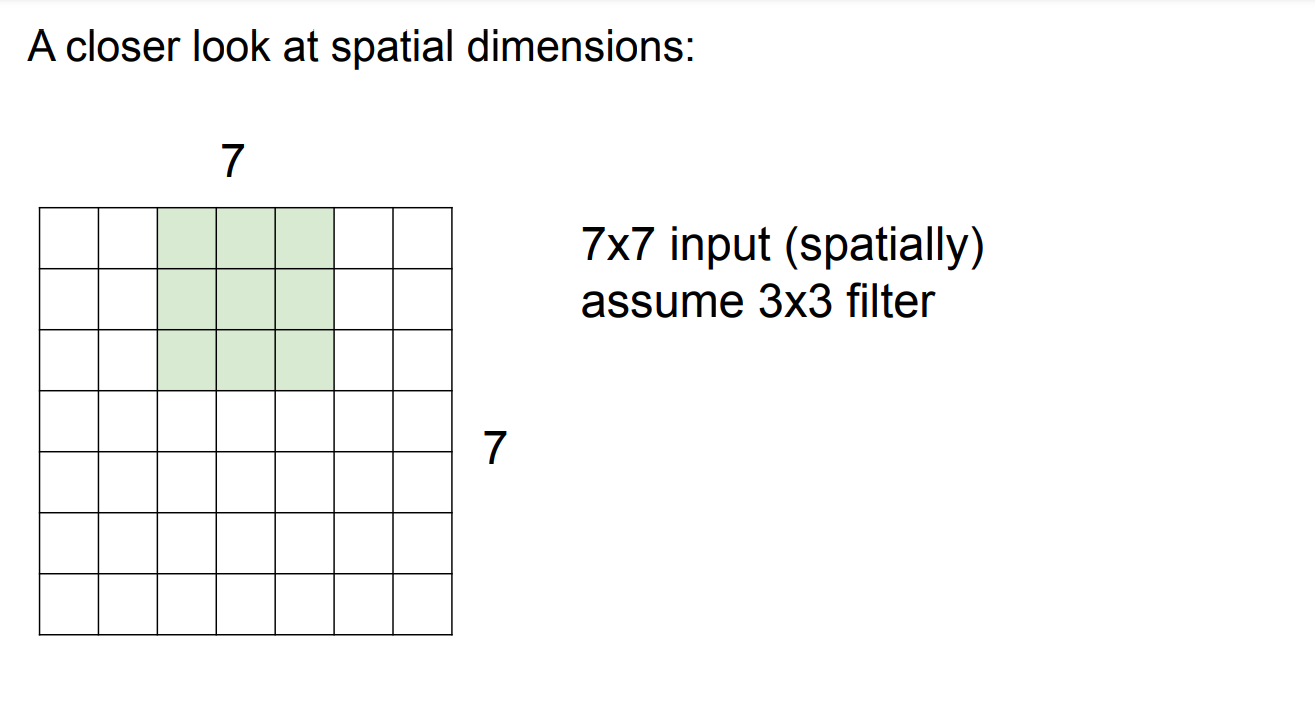 A closer look at spatial dimensions:
7
7x7 input (spatially)
assume 3x3 filter
7